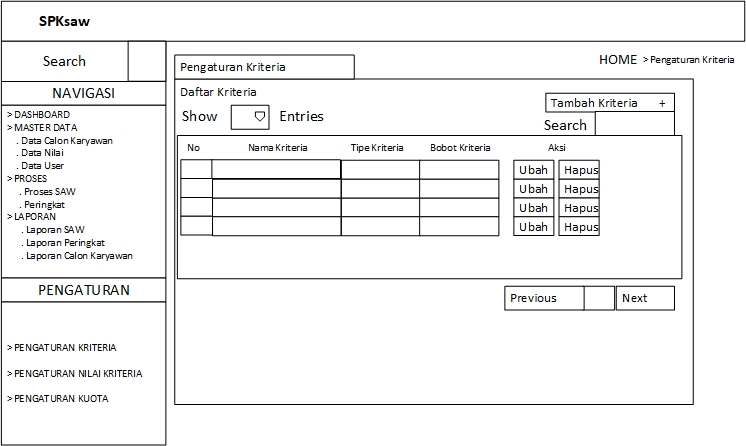 SPKsaw
Search
NAVIGASI
> DASHBOARD
> MASTER DATA
. Data Calon Karyawan
. Data Nilai
. Data User
> PROSES
. Proses SAW
. Peringkat
> LAPORAN
. Laporan SAW
. Laporan Peringkat
. Laporan Calon Karyawan
PENGATURAN
> PENGATURAN KRITERIA
> PENGATURAN NILAI KRITERIA
> PENGATURAN KUOTA
HOME > Pengaturan Kriteria
Pengaturan Kriteria
Daftar Kriteria
Tambah Kriteria +
Show Entries
Search
No Nama Kriteria Tipe Kriteria Bobot Kriteria Aksi
Ubah Hapus
Ubah Hapus
Ubah Hapus
Ubah Hapus
Previous Next